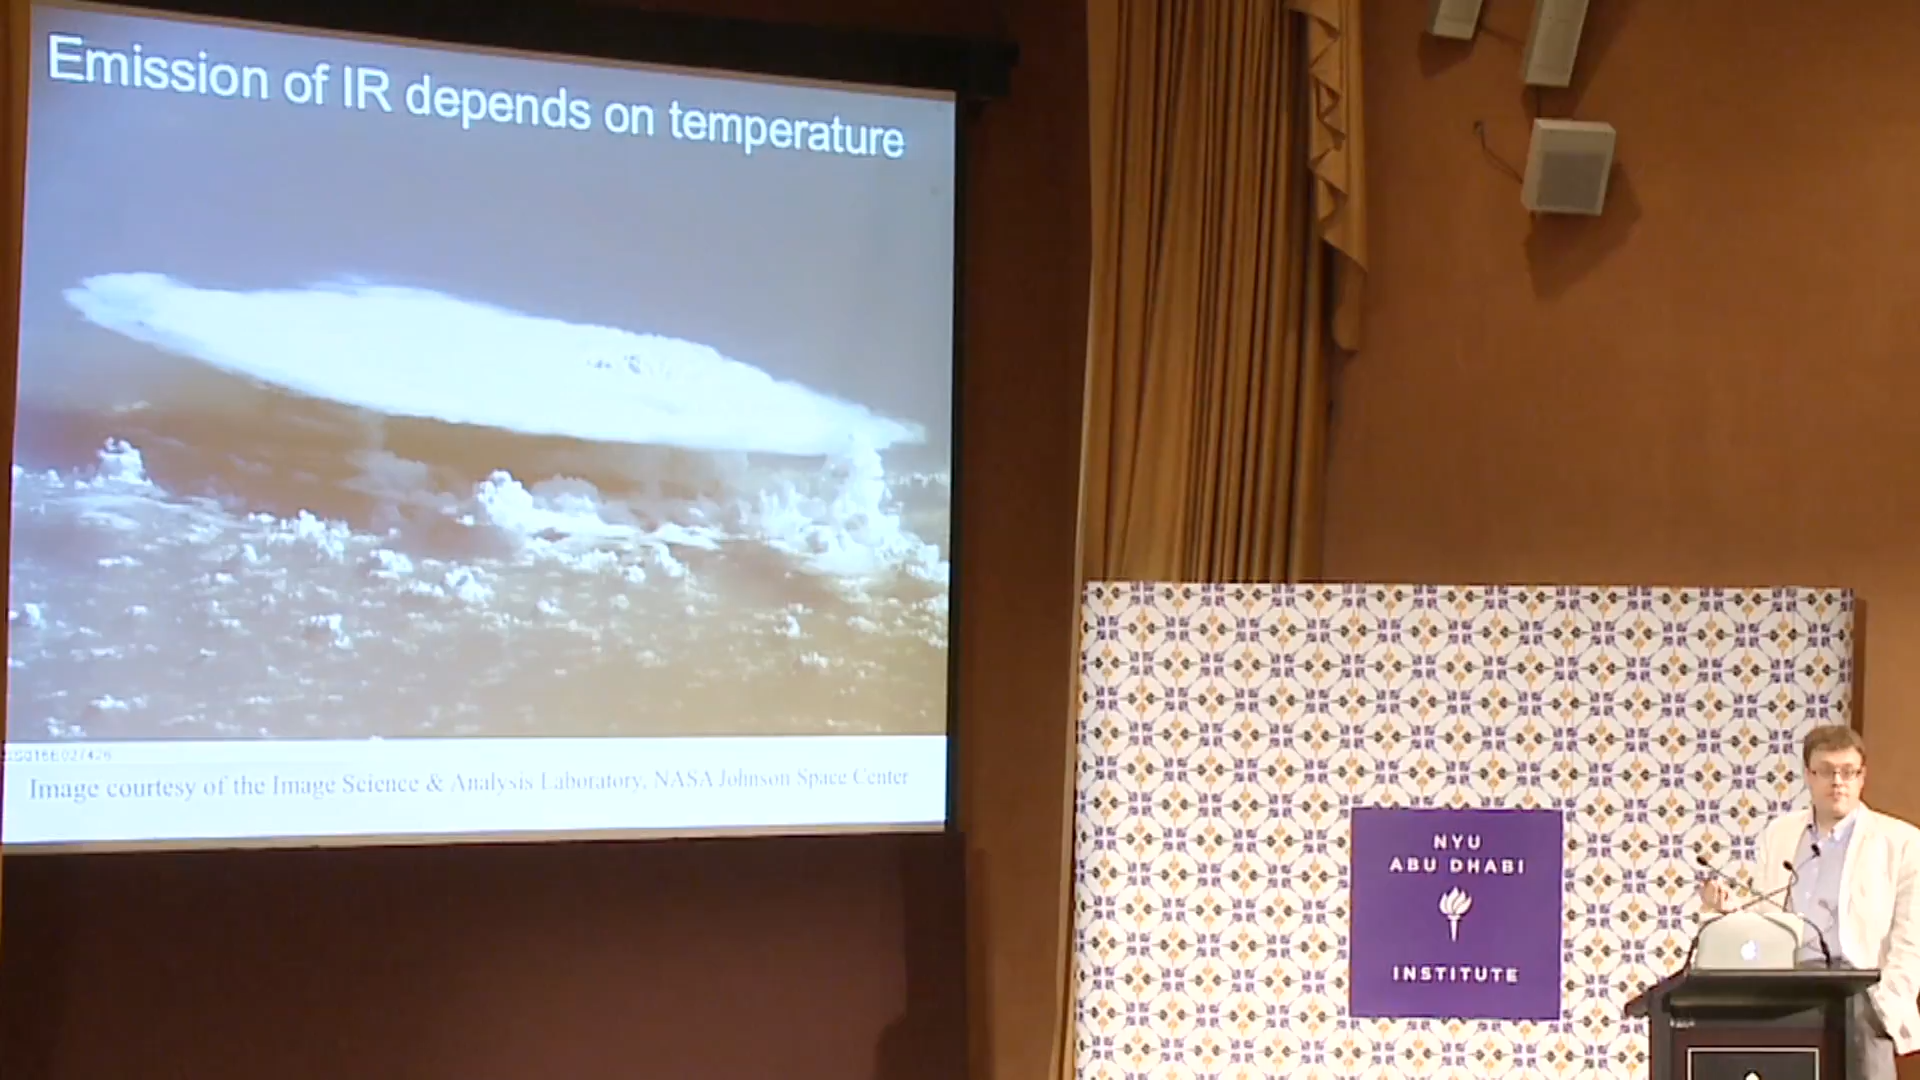 Emission of IR depends on temperature
Image courtesy of the Image Science & Analysis Laboratory, NASA Johnson Space Center
NYU
ABU DHABI
INSTITUTE